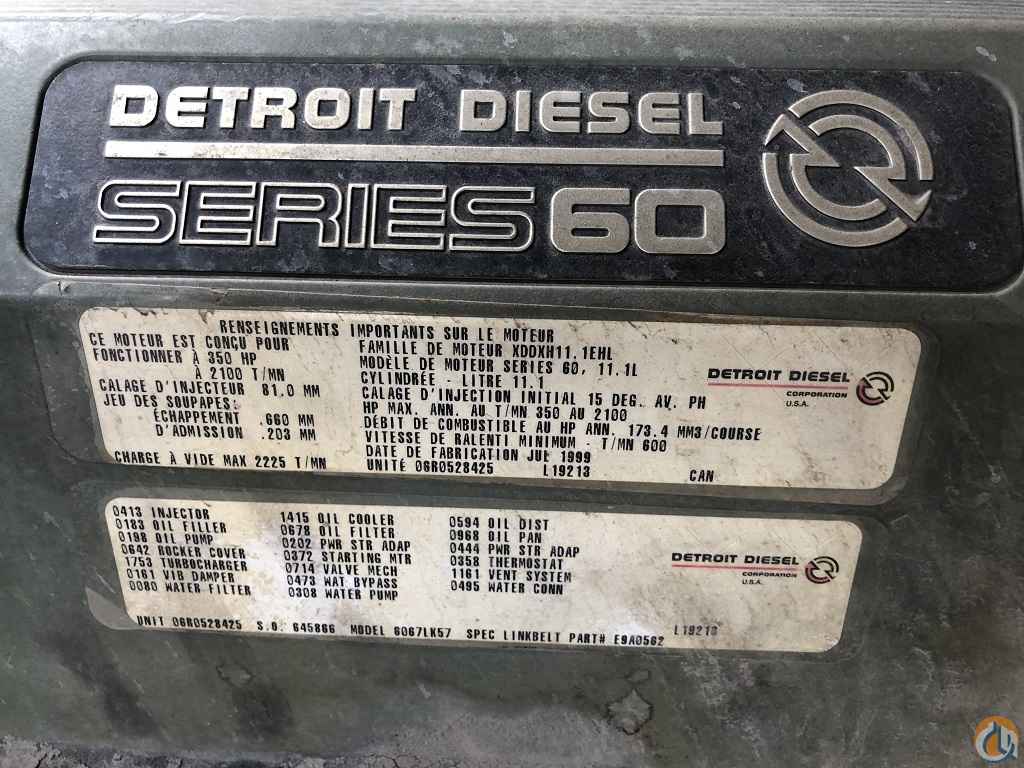 DETROIT DIESEL
SERIES 60
RENSEIGNEMENTS IMPORTANTS SUR LE MOTEUR
CE MOTEUR EST CONÇU POUR
FONCTIONNER À 350 HP
À 2100 T/MN
CALAGE D'INJECTEUR 81.0 MM
JEU DES SOUPAPES:
ÉCHAPPEMENT .660 MM
D'ADMISSION .203 MM
CHARGE À VIDE MAX 2225 T/MN
FAMILLE DE MOTEUR XDDXH11.1EHL
MODÈLE DE MOTEUR SERIES 60, 11.1L
CYLINDRÉE - LITRE 11.1
CALAGE D'INJECTION INITIAL 15 DEG. AV. PH
HP MAX. ANN. AU T/MN 350 AU 2100
DÉBIT DE COMBUSTIBLE AU HP ANN. 173.4 MM3/COURSE
VITESSE DE RALENTI MINIMUM - T/MN 600
DATE DE FABRICATION JUL 1999
UNITÉ 06R0528425 L19213 CAN
DETROIT DIESEL
CORPORATION
U.S.A.
0413 INJECTOR
0183 OIL FILLER
0198 OIL PUMP
0642 ROCKER COVER
1753 TURBOCHARGER
0161 VIB DAMPER
0080 WATER FILTER
1415 OIL COOLER
0678 OIL FILTER
0202 PWR STR ADAP
0372 STARTING MTR
0714 VALVE MECH
0473 WAT BYPASS
0308 WATER PUMP
0594 OIL DIST
0968 OIL PAN
0444 PWR STR ADAP
0358 THERMOSTAT
1161 VENT SYSTEM
0495 WATER CONN
DETROIT DIESEL
CORPORATION
U.S.A.
UNIT 06R0528425 S.O. 645866 MODEL 6067LK57 SPEC LINKBELT PART# E9A0562 L19213